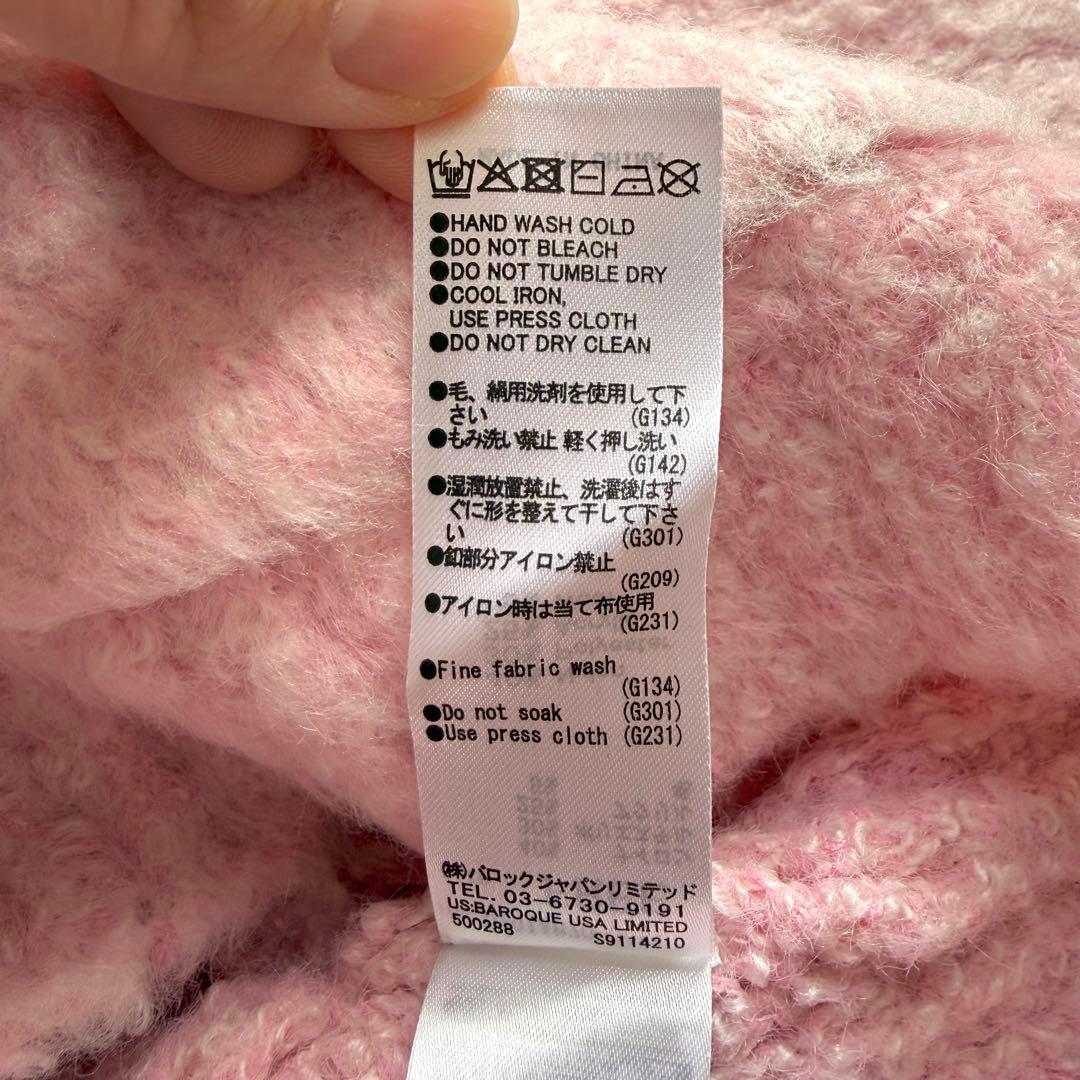 ●HAND WASH COLD
●DO NOT BLEACH
●DO NOT TUMBLE DRY
●COOL IRON,
USE PRESS CLOTH
●DO NOT DRY CLEAN
●毛、絹用洗剤を使用して下
さい (G134)
●もみ洗い禁止 軽く押し洗い
(G142)
●湿潤放置禁止、洗濯後はす
ぐに形を整えて干して下さ
い (G301)
●釦部分アイロン禁止
(G209)
●アイロン時は当て布使用
(G231)
●Fine fabric wash
(G134)
●Do not soak (G301)
●Use press cloth (G231)
㈱バロックジャパンリミテッド
TEL. 03-6730-9191
US:BAROQUE USA LIMITED
500288 S9114210